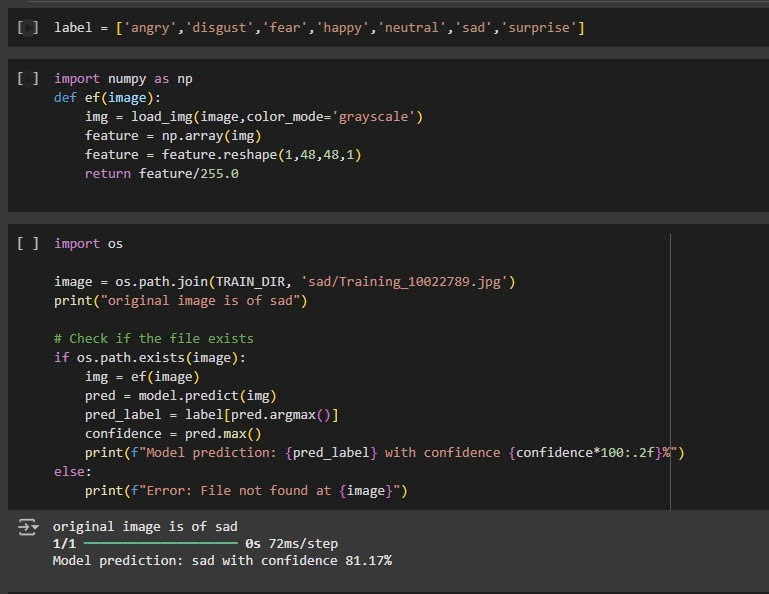 [ ] label = ['angry','disgust','fear','happy','neutral','sad','surprise']
[ ] import numpy as np
def ef(image):
    img = load_img(image,color_mode='grayscale')
    feature = np.array(img)
    feature = feature.reshape(1,48,48,1)
    return feature/255.0
[ ] import os
image = os.path.join(TRAIN_DIR, 'sad/Training_10022789.jpg')
print("original image is of sad")
# Check if the file exists
if os.path.exists(image):
    img = ef(image)
    pred = model.predict(img)
    pred_label = label[pred.argmax()]
    confidence = pred.max()
    print(f"Model prediction: {pred_label} with confidence {confidence*100:.2f}%")
else:
    print(f"Error: File not found at {image}")
original image is of sad
1/1 0s 72ms/step
Model prediction: sad with confidence 81.17%